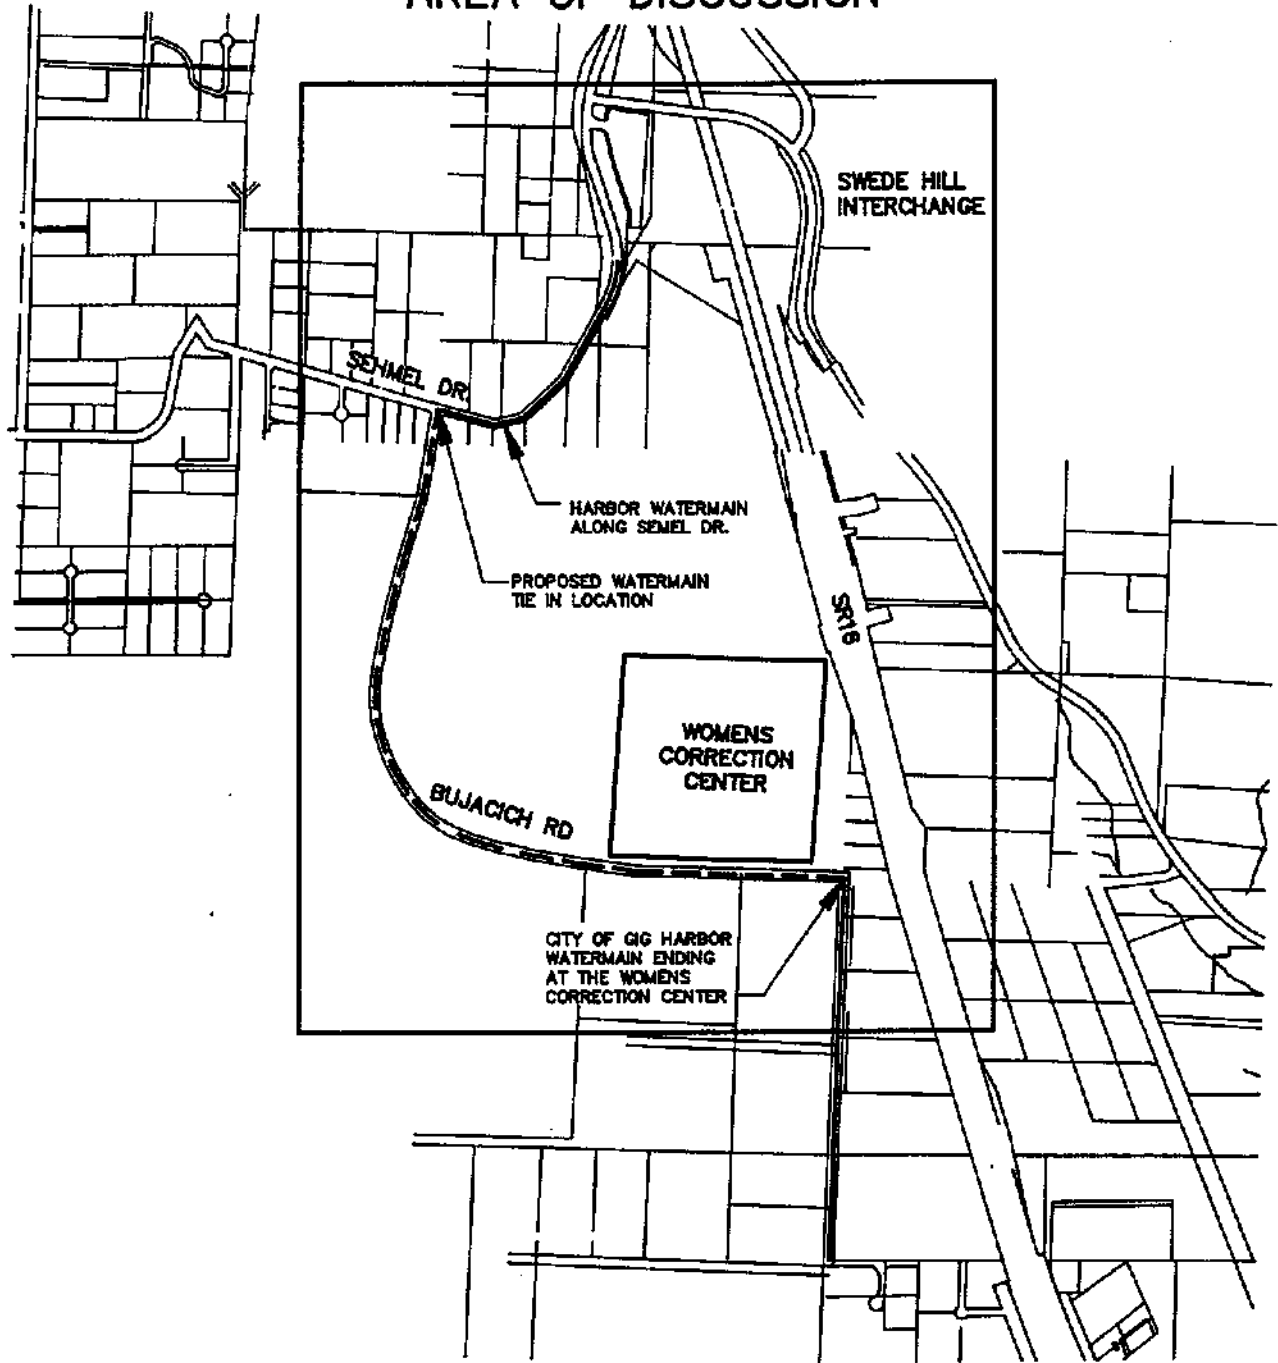 AREA OF DISCUSSION
SWEDE HILL
INTERCHANGE
SEHMEL DR.
HARBOR WATERMAIN
ALONG SEMEL DR.
PROPOSED WATERMAIN
TIE IN LOCATION
SR16
WOMENS
CORRECTION
CENTER
BUJACICH RD
CITY OF GIG HARBOR
WATERMAIN ENDING
AT THE WOMENS
CORRECTION CENTER